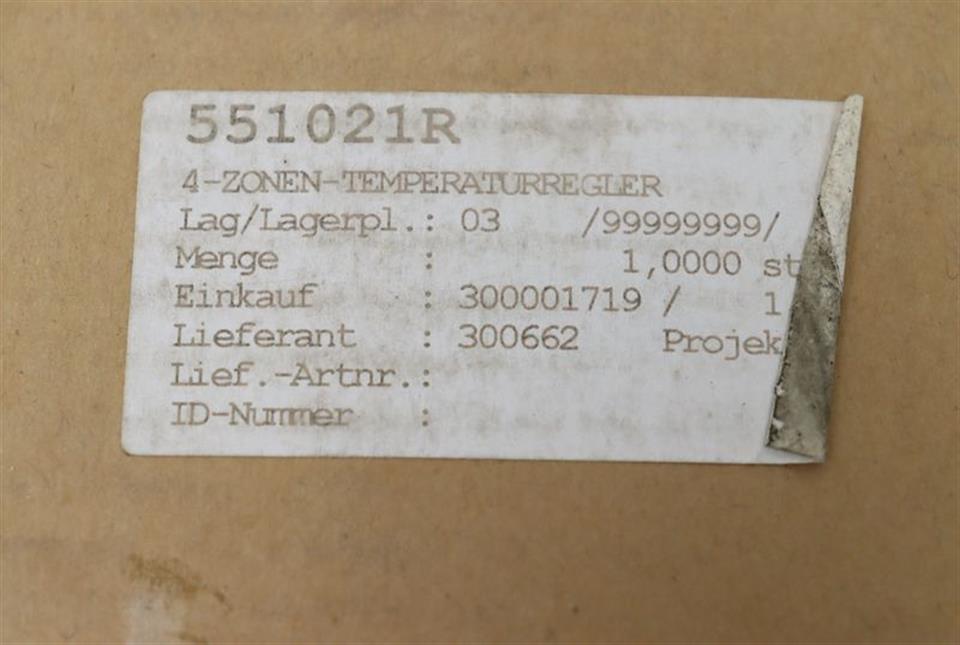 551021R
4-ZONEN-TEMPERATURREGLER
Lag/Lagerpl.: 03 /99999999/
Menge : 1,0000 st
Einkauf : 300001719 / 1
Lieferant : 300662 Projek
Lief.-Artnr.:
ID-Nummer :